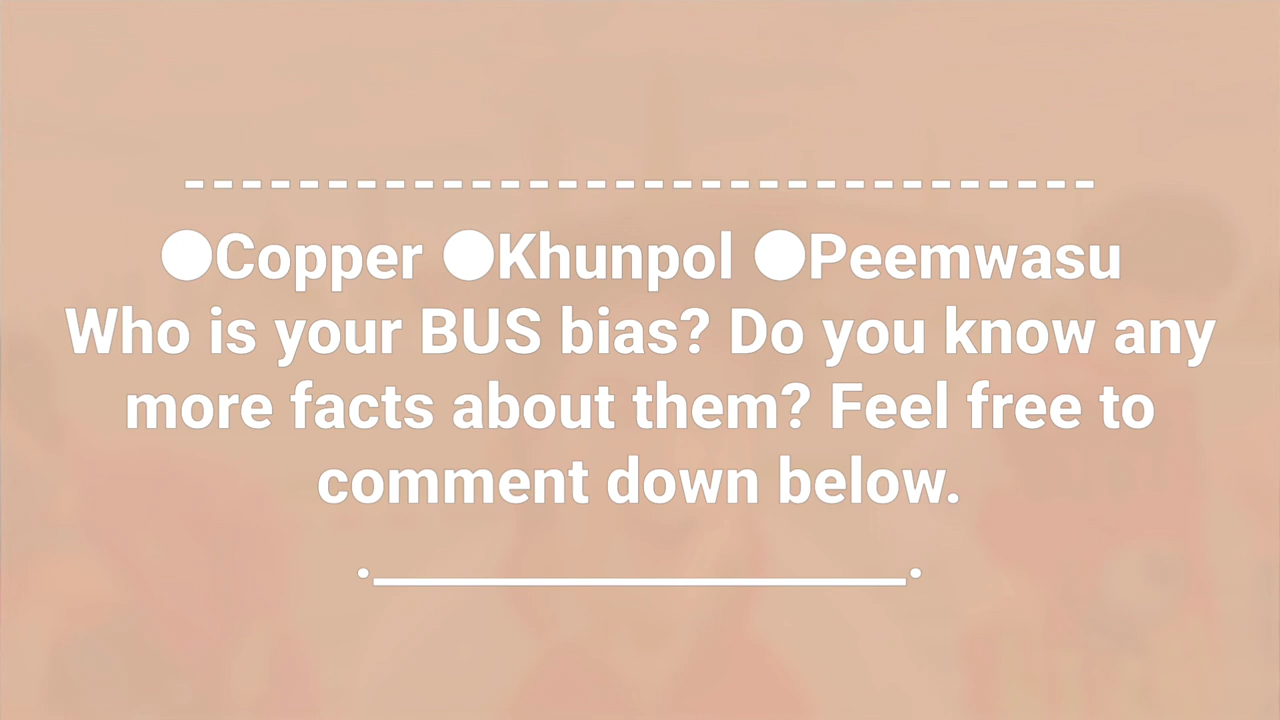 --------------------------------
●Copper ●Khunpol ●Peemwasu
Who is your BUS bias? Do you know any
more facts about them? Feel free to
comment down below.
.___________________.